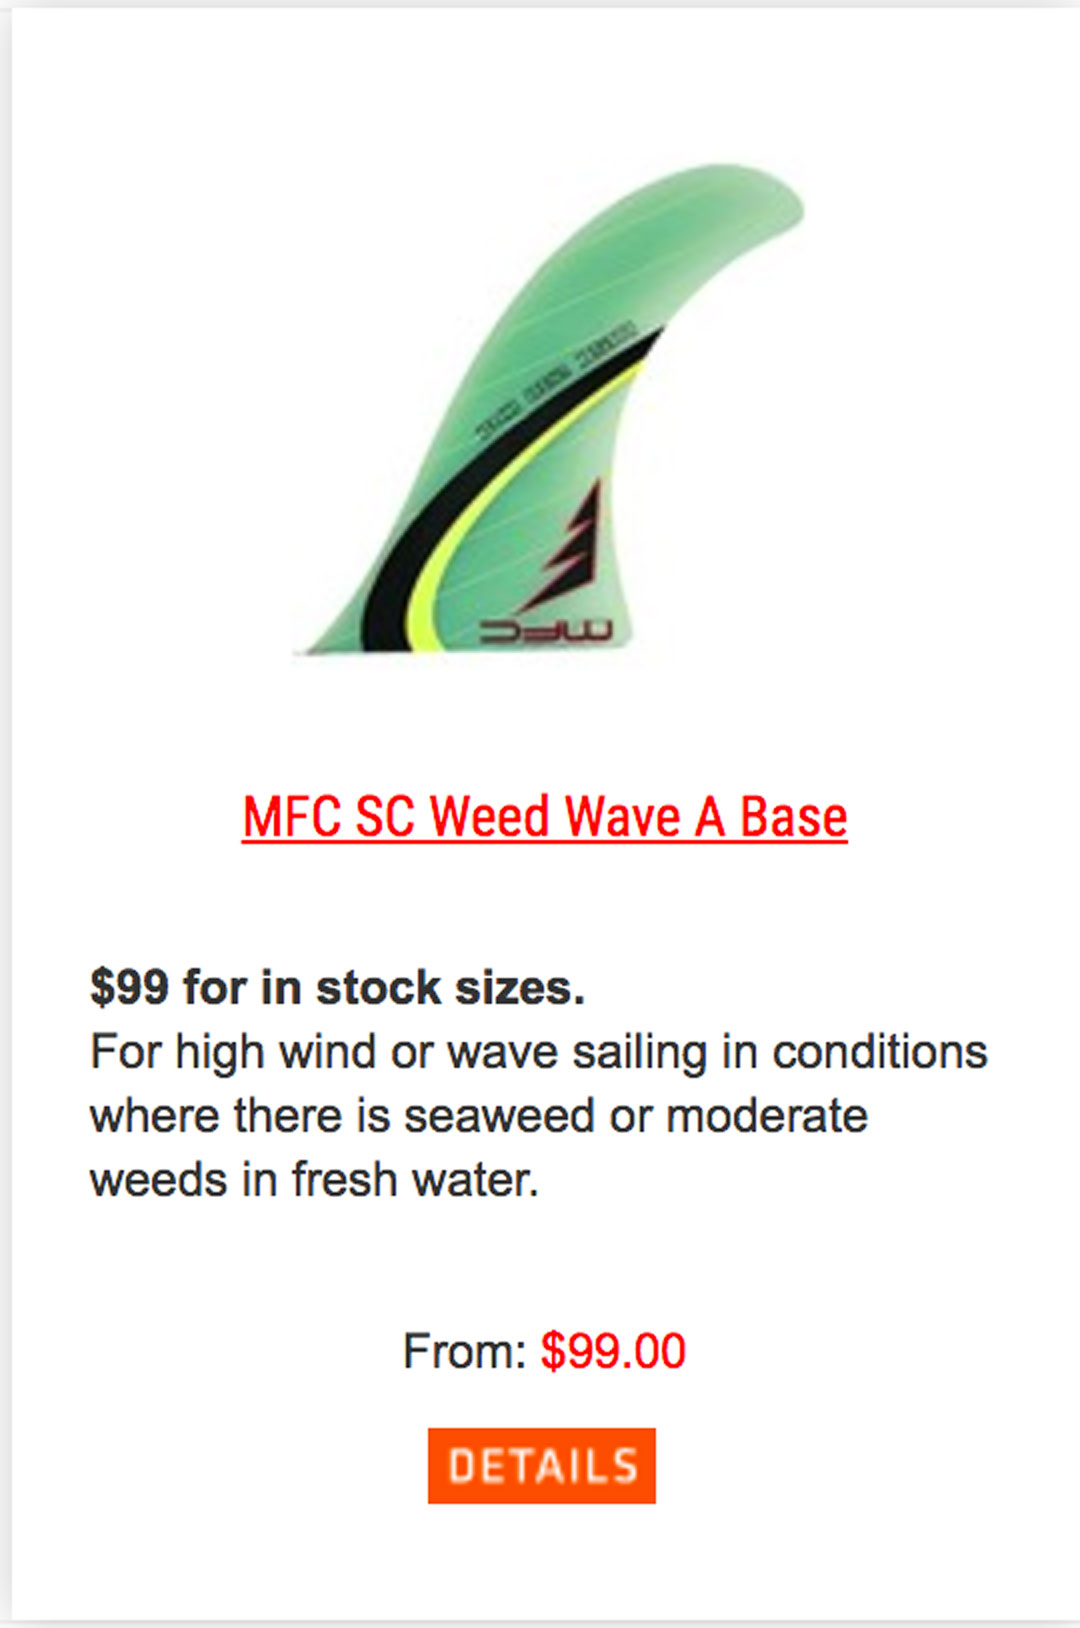 MFC
MFC SC Weed Wave A Base
$99 for in stock sizes.
For high wind or wave sailing in conditions
where there is seaweed or moderate
weeds in fresh water.
From: $99.00
DETAILS